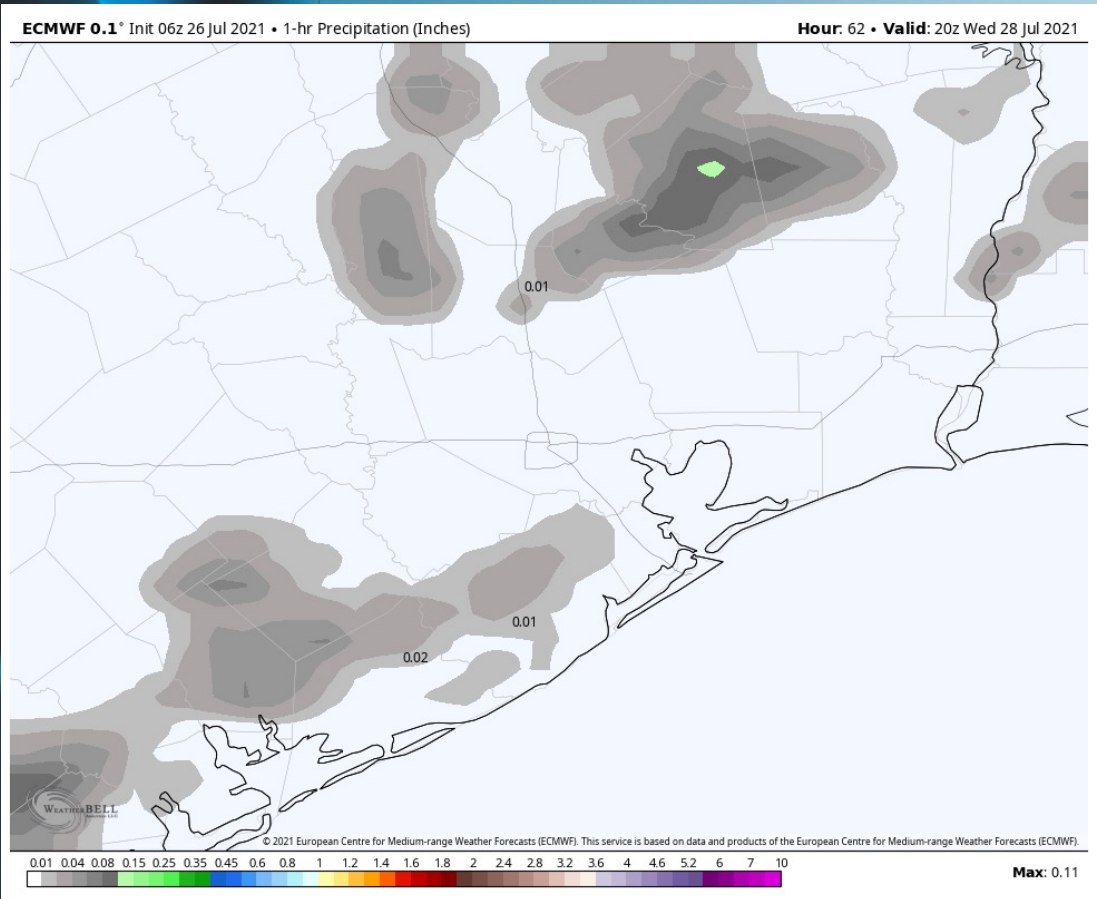 ECMWF 0.1° Init 06z 26 Jul 2021 • 1-hr Precipitation (Inches) Hour: 62 • Valid: 20z Wed 28 Jul 2021
0.01
0.01
0.02
WEATHERBELL
© 2021 European Centre for Medium-range Weather Forecasts (ECMWF). This service is based on data and products of the European Centre for Medium-range Weather Forecasts (ECMWF).
0.01 0.04 0.08 0.15 0.25 0.35 0.45 0.6 0.8 1 1.2 1.4 1.6 1.8 2 2.4 2.8 3.2 3.6 4 4.6 5.2 6 7 10
Max: 0.11